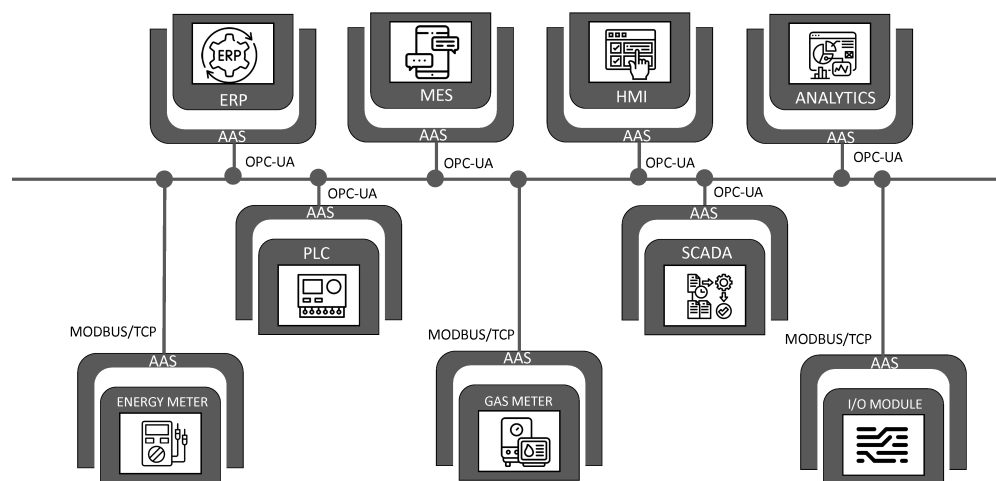 ERP
ERP
AAS
OPC-UA
MES
AAS
OPC-UA
HMI
AAS
OPC-UA
ANALYTICS
AAS
OPC-UA
OPC-UA
AAS
PLC
OPC-UA
AAS
SCADA
MODBUS/TCP
AAS
ENERGY METER
MODBUS/TCP
AAS
GAS METER
MODBUS/TCP
AAS
I/O MODULE